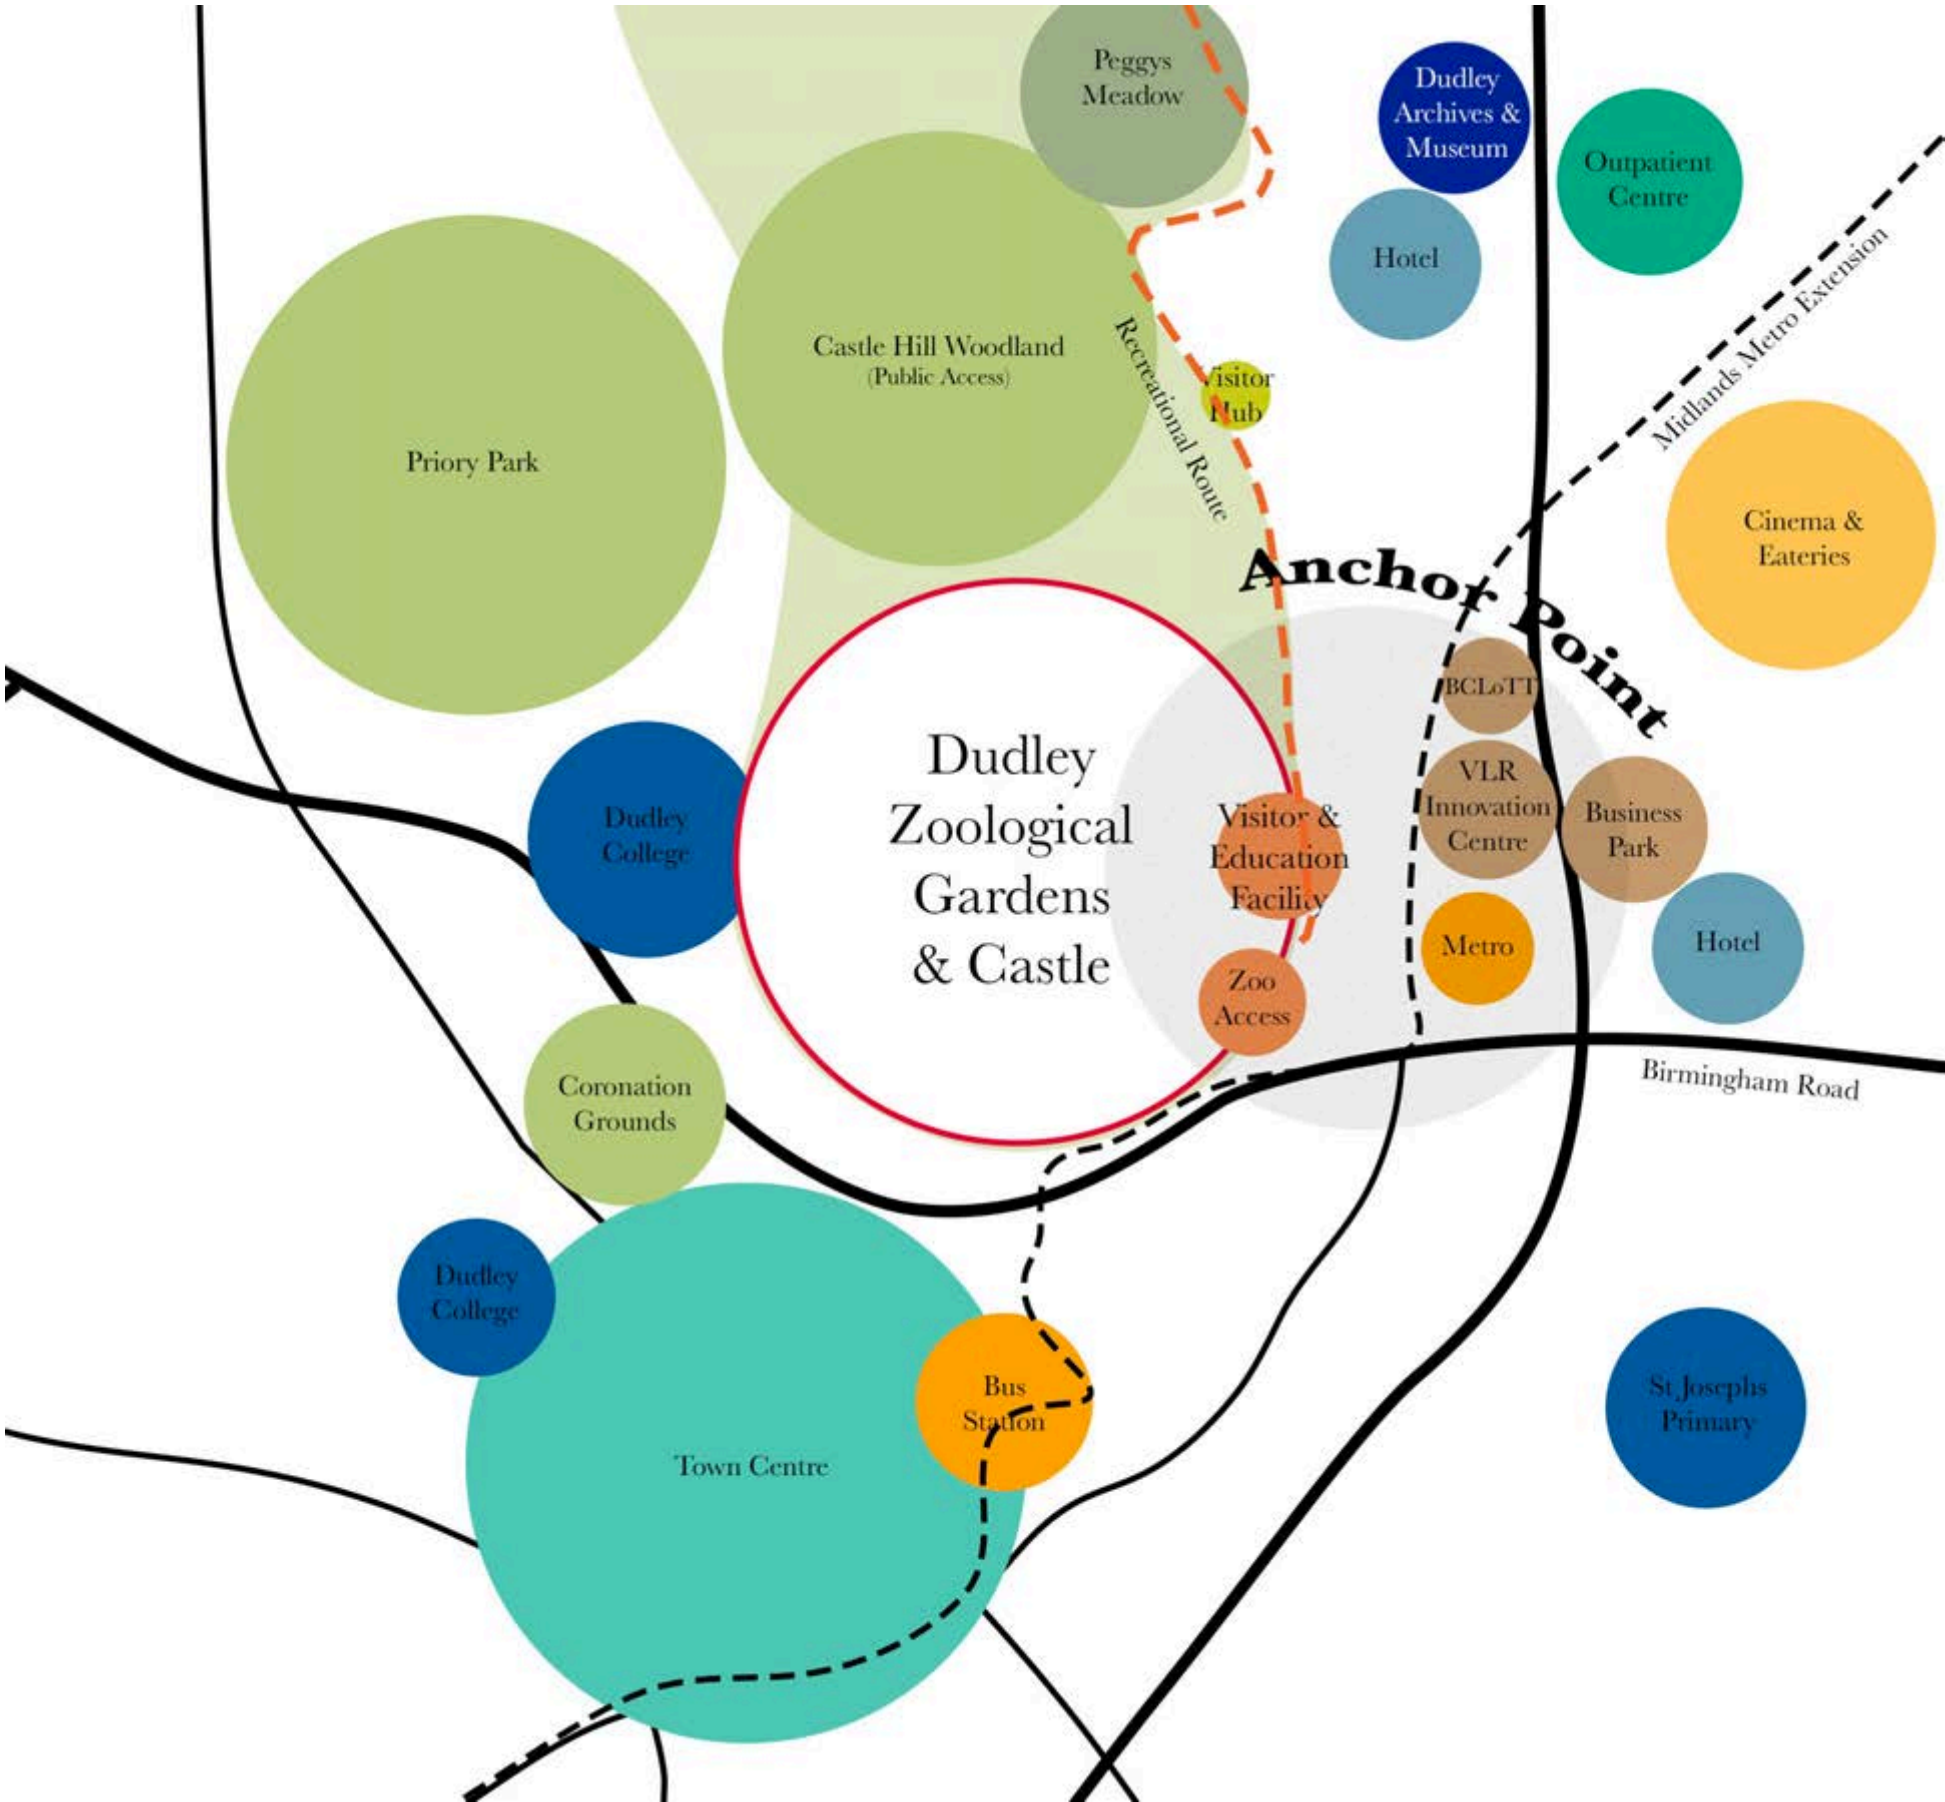 Peggys
Meadow
Dudley
Archives &
Museum
Outpatient
Centre
Hotel
Midlands Metro Extension
Castle Hill Woodland
(Public Access)
Recreational Route
Visitor
Hub
Priory Park
Cinema &
Eateries
Anchor Point
BCLoTT
Dudley
Zoological
Gardens
& Castle
Visitor &
Education
Facility
VLR
Innovation
Centre
Business
Park
Dudley
College
Metro
Hotel
Zoo
Access
Birmingham Road
Coronation
Grounds
Dudley
College
Bus
Station
Town Centre
St Josephs
Primary